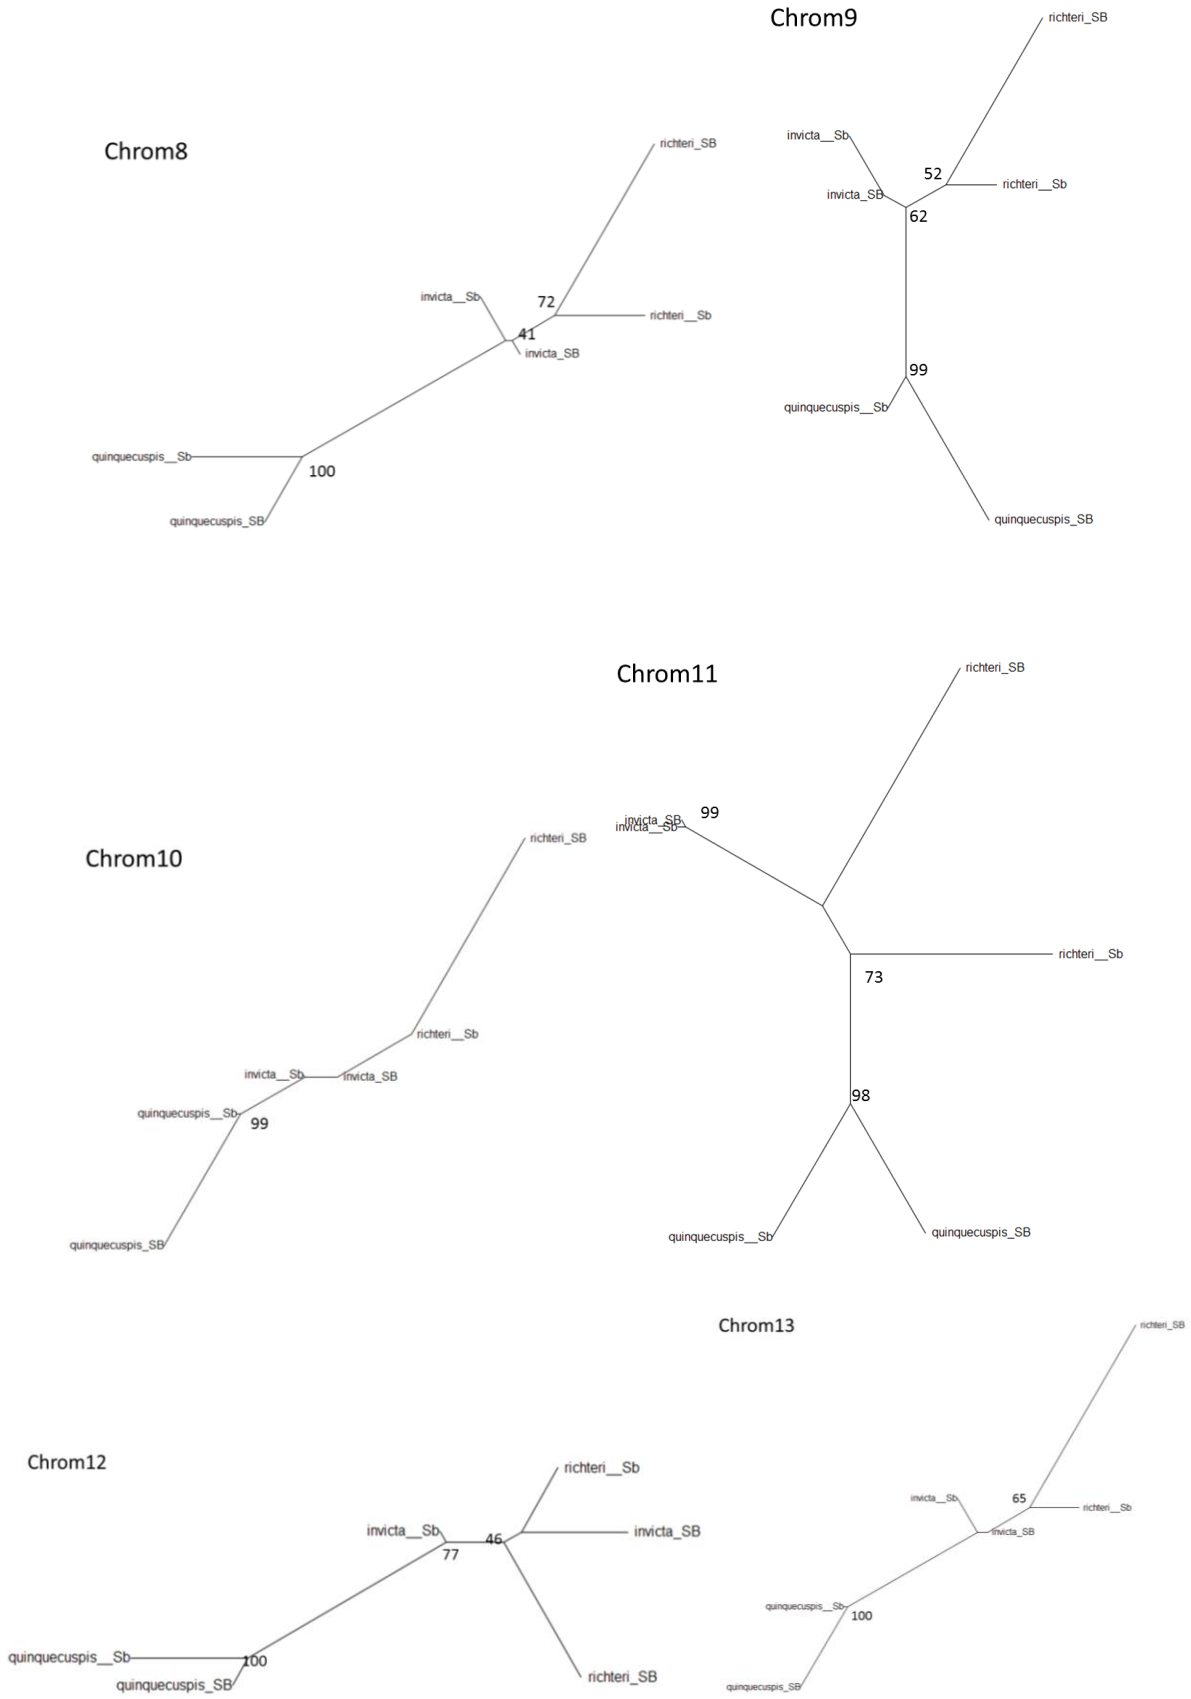 Chrom9
richteri_SB
invicta__Sb
52
richteri__Sb
invicta_SB
62
99
quinquecuspis__Sb
quinquecuspis_SB
Chrom8
richteri_SB
invicta__Sb
72
richteri__Sb
41
invicta_SB
quinquecuspis__Sb
100
quinquecuspis_SB
Chrom11
richteri_SB
99
invicta_SB
invicta__Sb
richteri__Sb
73
98
quinquecuspis__Sb
quinquecuspis_SB
Chrom10
richteri_SB
richteri__Sb
invicta__Sb
invicta_SB
quinquecuspis__Sb
99
quinquecuspis_SB
Chrom13
richteri_SB
65
invicta__Sb
richteri__Sb
invicta_SB
quinquecuspis__Sb
100
quinquecuspis_SB
Chrom12
richteri__Sb
invicta__Sb
46
invicta_SB
77
quinquecuspis__Sb
100
quinquecuspis_SB
richteri_SB